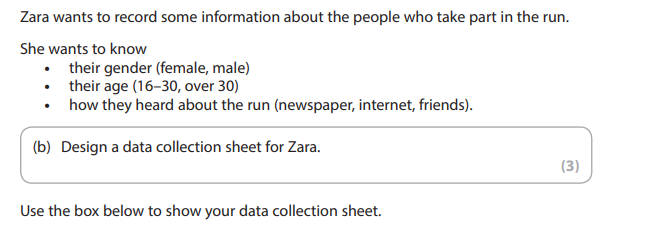 Zara wants to record some information about the people who take part in the run.
She wants to know
• their gender (female, male)
• their age (16–30, over 30)
• how they heard about the run (newspaper, internet, friends).
(b) Design a data collection sheet for Zara.
(3)
Use the box below to show your data collection sheet.